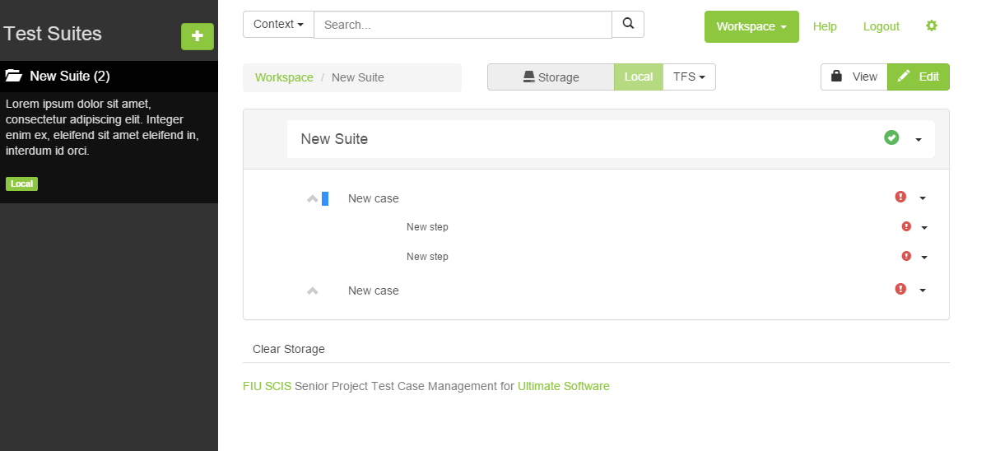 Test Suites
New Suite (2)
Lorem ipsum dolor sit amet,
consectetur adipiscing elit. Integer
enim ex, eleifend sit amet eleifend in,
interdum id orci.
Local
Context
Search...
Workspace
Help
Logout
Workspace / New Suite
Storage
Local
TFS
View
Edit
New Suite
New case
New step
New step
New case
Clear Storage
FIU SCIS Senior Project Test Case Management for Ultimate Software